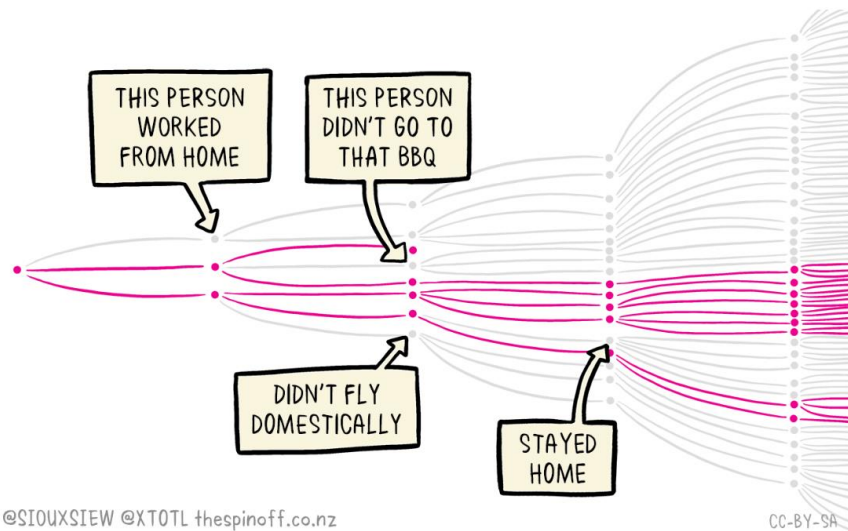 THIS PERSON
WORKED
FROM HOME
THIS PERSON
DIDN'T GO TO
THAT BBQ
DIDN'T FLY
DOMESTICALLY
STAYED
HOME
@SIOUXSIEW @XTOTL thespinoff.co.nz
CC-BY-SA